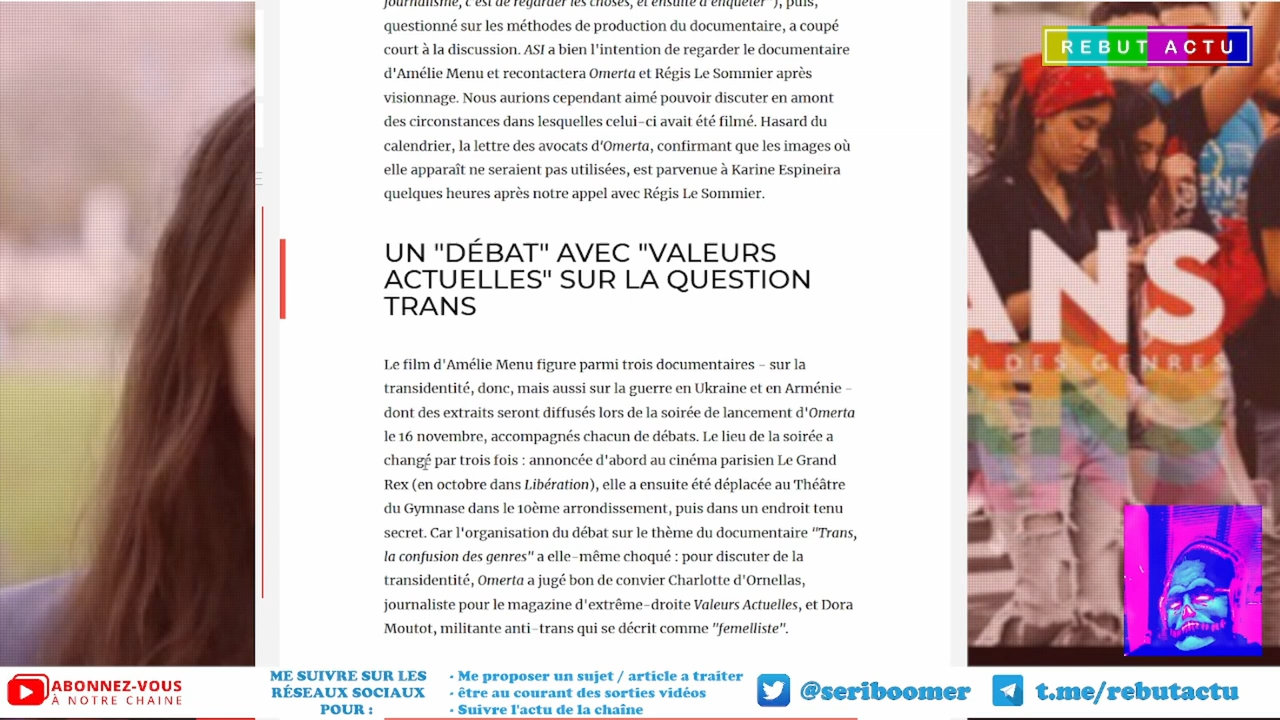 journalisme, c'est de regarder les choses, et ensuite d'enquêter"), puis,
questionné sur les méthodes de production du documentaire, a coupé
court à la discussion. ASI a bien l'intention de regarder le documentaire
d'Amélie Menu et recontactera Omerta et Régis Le Sommier après
visionnage. Nous aurions cependant aimé pouvoir discuter en amont
des circonstances dans lesquelles celui-ci avait été filmé. Hasard du
calendrier, la lettre des avocats d'Omerta, confirmant que les images où
elle apparaît ne seraient pas utilisées, est parvenue à Karine Espineira
quelques heures après notre appel avec Régis Le Sommier.
UN "DÉBAT" AVEC "VALEURS
ACTUELLES" SUR LA QUESTION
TRANS
Le film d'Amélie Menu figure parmi trois documentaires – sur la
transidentité, donc, mais aussi sur la guerre en Ukraine et en Arménie –
dont des extraits seront diffusés lors de la soirée de lancement d'Omerta
le 16 novembre, accompagnés chacun de débats. Le lieu de la soirée a
changé par trois fois : annoncée d'abord au cinéma parisien Le Grand
Rex (en octobre dans Libération), elle a ensuite été déplacée au Théâtre
du Gymnase dans le 10ème arrondissement, puis dans un endroit tenu
secret. Car l'organisation du débat sur le thème du documentaire "Trans,
la confusion des genres" a elle-même choqué : pour discuter de la
transidentité, Omerta a jugé bon de convier Charlotte d'Ornellas,
journaliste pour le magazine d'extrême-droite Valeurs Actuelles, et Dora
Moutot, militante anti-trans qui se décrit comme "femelliste".
REBUT ACTU
ANS
N DES GENRES
ABONNEZ-VOUS
À NOTRE CHAINE
ME SUIVRE SUR LES
RÉSEAUX SOCIAUX
POUR :
· Me proposer un sujet / article a traiter
· être au courant des sorties vidéos
· Suivre l'actu de la chaîne
@seriboomer
t.me/rebutactu